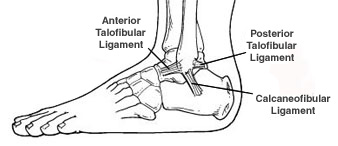 Anterior
Talofibular
Ligament
Posterior
Talofibular
Ligament
Calcaneofibular
Ligament